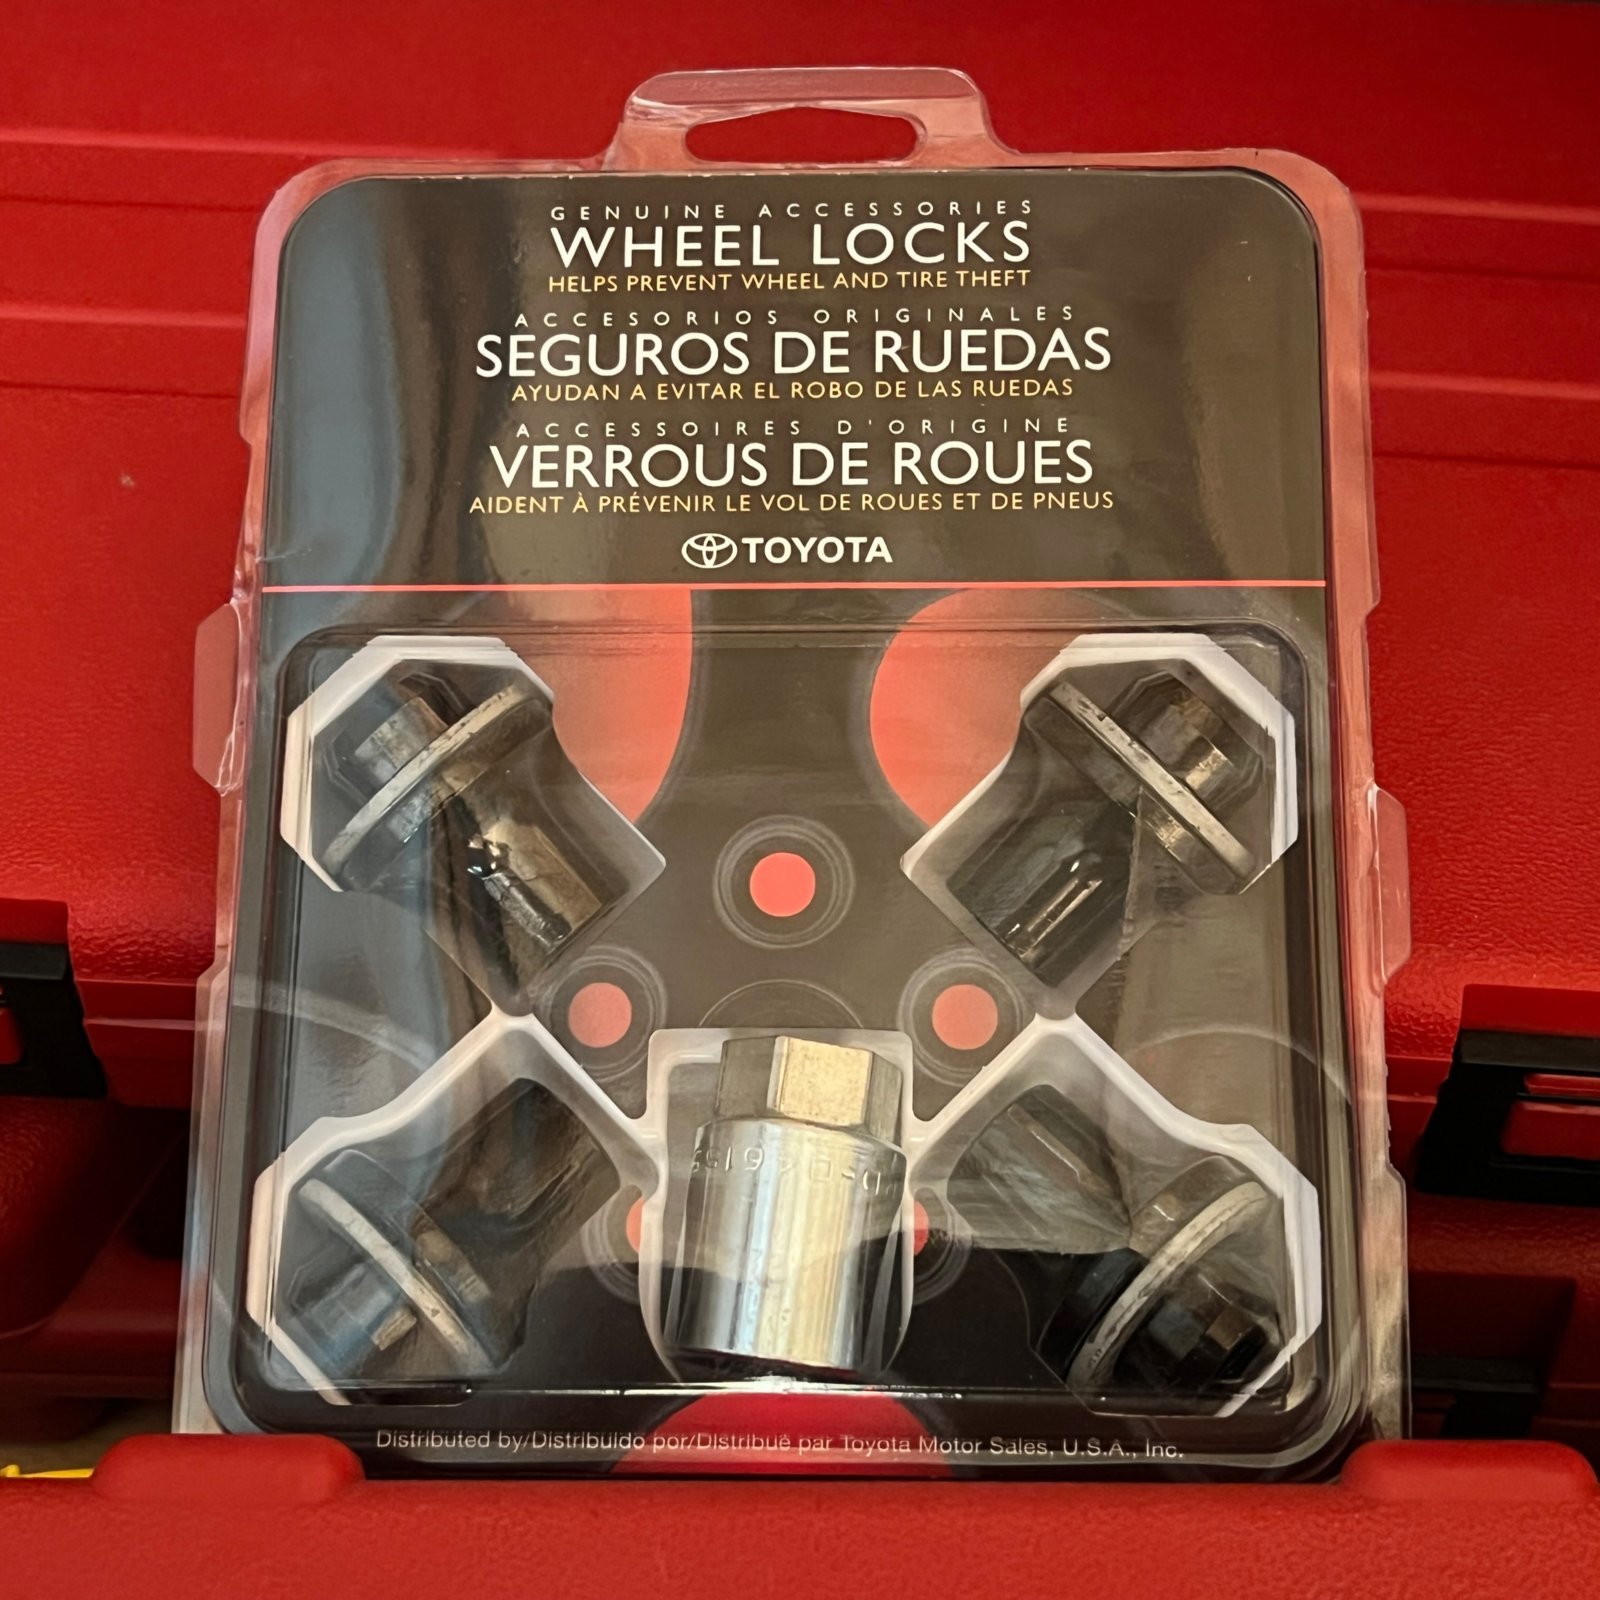 GENUINE ACCESSORIES
WHEEL LOCKS
HELPS PREVENT WHEEL AND TIRE THEFT
ACCESORIOS ORIGINALES
SEGUROS DE RUEDAS
AYUDAN A EVITAR EL ROBO DE LAS RUEDAS
ACCESSOIRES D'ORIGINE
VERROUS DE ROUES
AIDENT À PRÉVENIR LE VOL DE ROUES ET DE PNEUS
TOYOTA
Distributed by/Distribuido por/Distribué par Toyota Motor Sales, U.S.A., Inc.